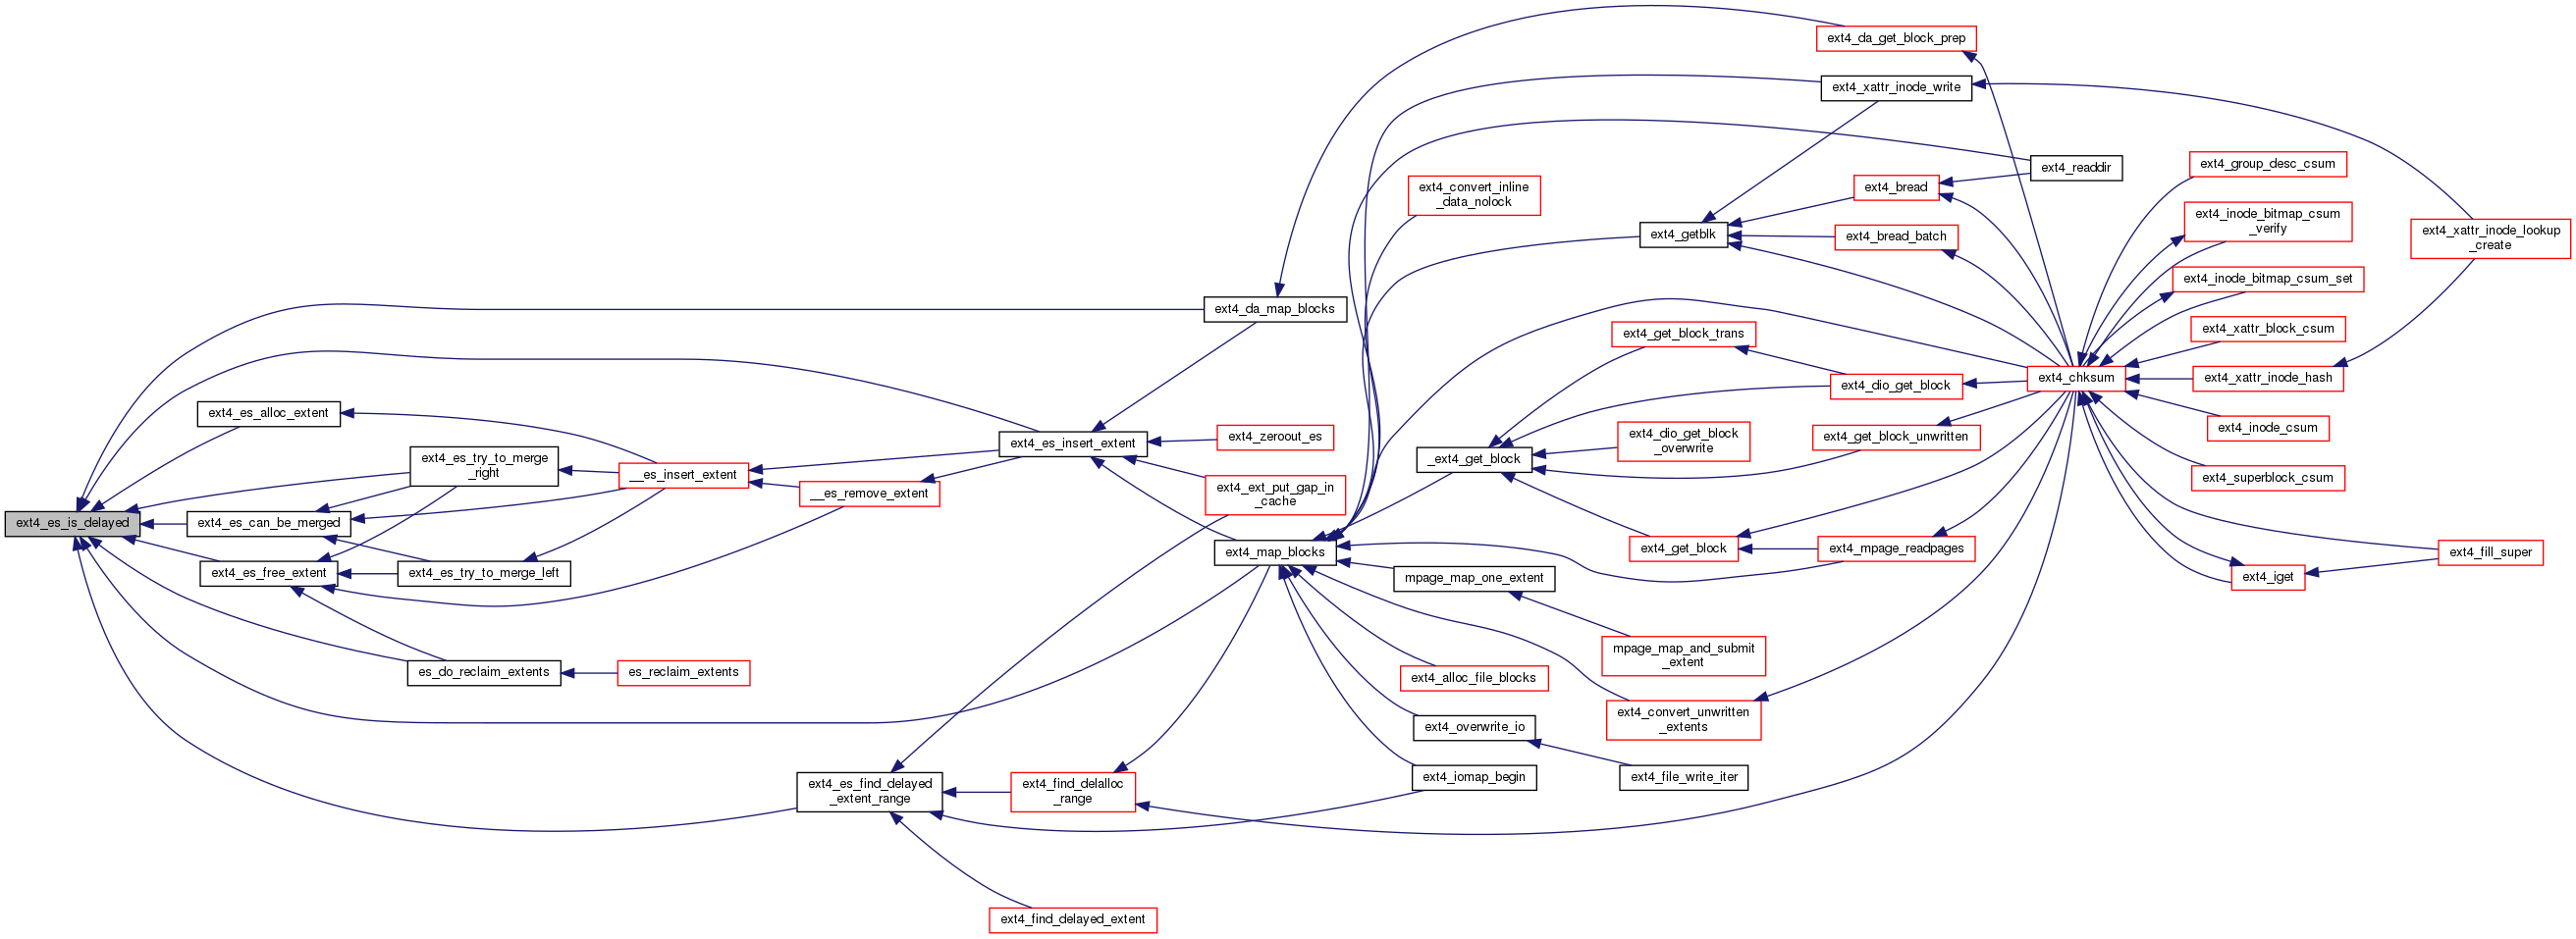 ext4_es_is_delayed
ext4_es_alloc_extent
ext4_es_can_be_merged
ext4_es_free_extent
ext4_es_try_to_merge
_right
ext4_es_try_to_merge_left
es_do_reclaim_extents
__es_insert_extent
es_reclaim_extents
__es_remove_extent
ext4_es_find_delayed
_extent_range
ext4_es_insert_extent
ext4_find_delalloc
_range
ext4_find_delayed_extent
ext4_da_map_blocks
ext4_zeroout_es
ext4_ext_put_gap_in
_cache
ext4_map_blocks
ext4_convert_inline
_data_nolock
_ext4_get_block
mpage_map_one_extent
ext4_alloc_file_blocks
ext4_overwrite_io
ext4_iomap_begin
ext4_getblk
ext4_get_block_trans
ext4_dio_get_block
_overwrite
ext4_get_block
mpage_map_and_submit
_extent
ext4_convert_unwritten
_extents
ext4_file_write_iter
ext4_da_get_block_prep
ext4_xattr_inode_write
ext4_bread
ext4_bread_batch
ext4_dio_get_block
ext4_get_block_unwritten
ext4_mpage_readpages
ext4_readdir
ext4_chksum
ext4_group_desc_csum
ext4_inode_bitmap_csum
_verify
ext4_inode_bitmap_csum_set
ext4_xattr_block_csum
ext4_xattr_inode_hash
ext4_inode_csum
ext4_superblock_csum
ext4_iget
ext4_xattr_inode_lookup
_create
ext4_fill_super